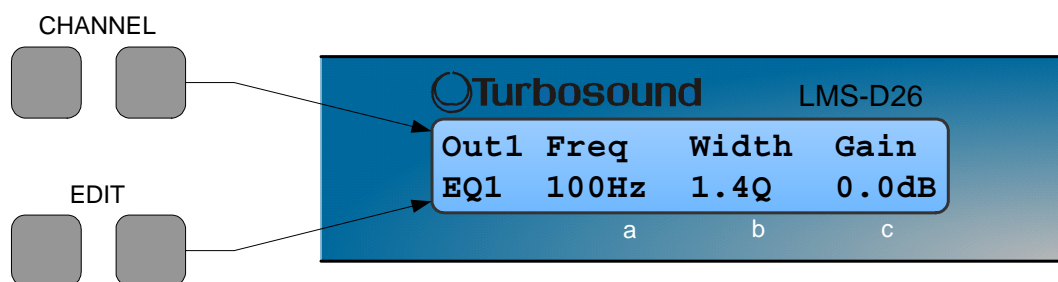 CHANNEL
Turbosound LMS-D26
Out1 Freq Width Gain
EQ1 100Hz 1.4Q 0.0dB
EDIT
a b c